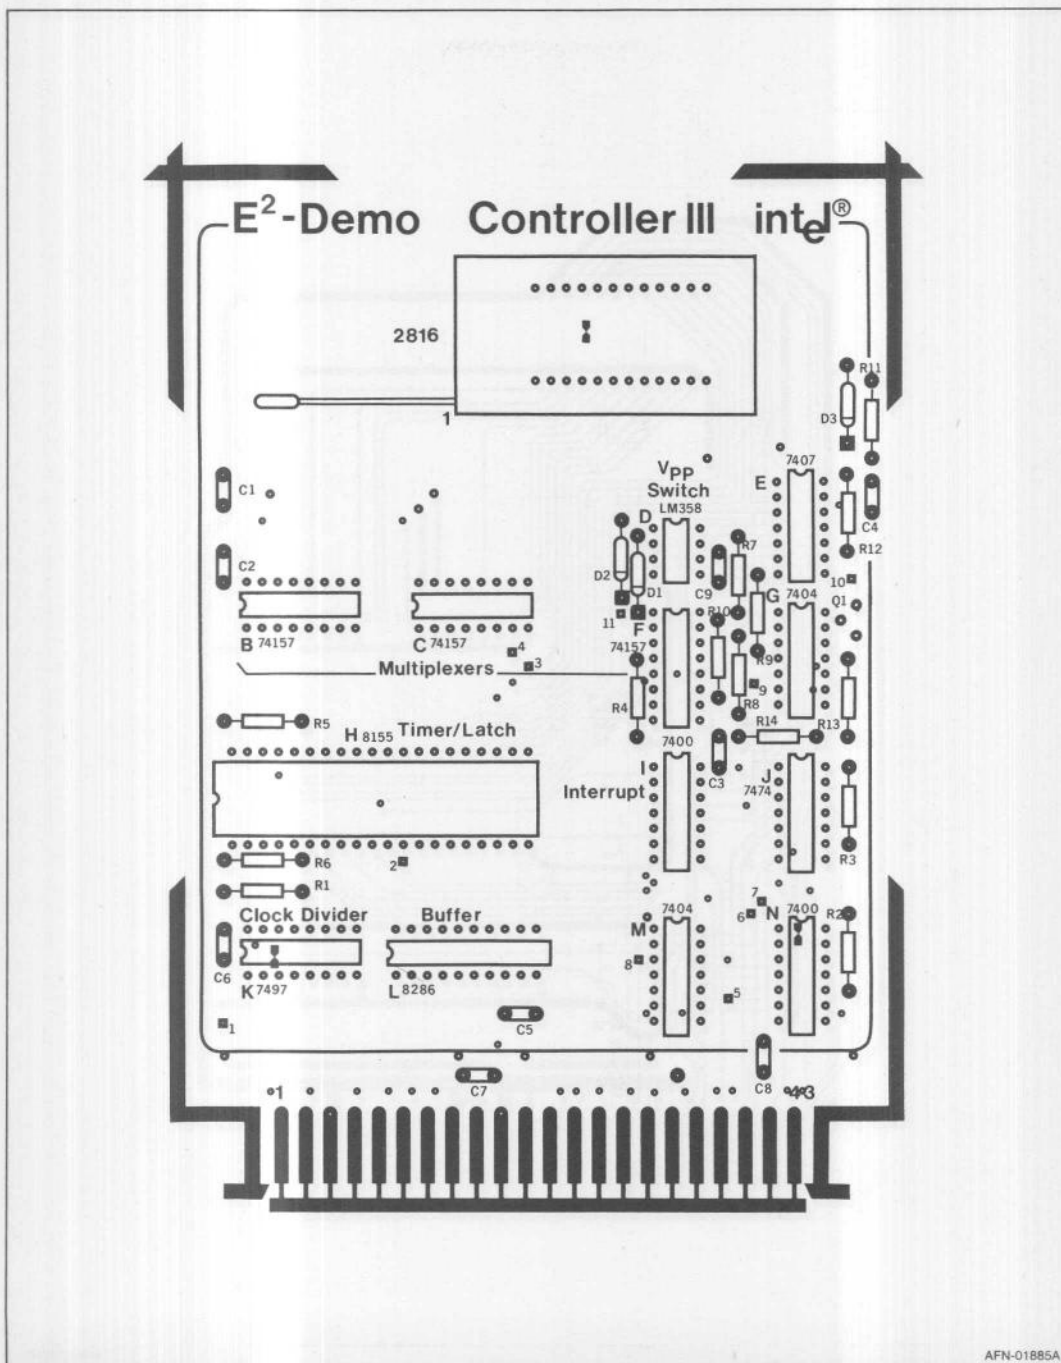 E²-Demo Controller III intel®
2816
1
R11
D3
C1
VPP
Switch
LM358
D
7407
E
C4
R12
C2
D2
D1
C9
R7
10
G
7404
Q1
11
F
R10
B 74157
C 74157
4
3
74157
Multiplexers
R9
9
R4
R8
R5
H 8155 Timer/Latch
R14
R13
7400
I
Interrupt
C3
J
7474
R3
R6
2
R1
7
6
Clock Divider
Buffer
7404
M
N
7400
R2
8
C6
K 7497
L 8286
5
1
C5
C7
C8
1
43
AFN-01885A